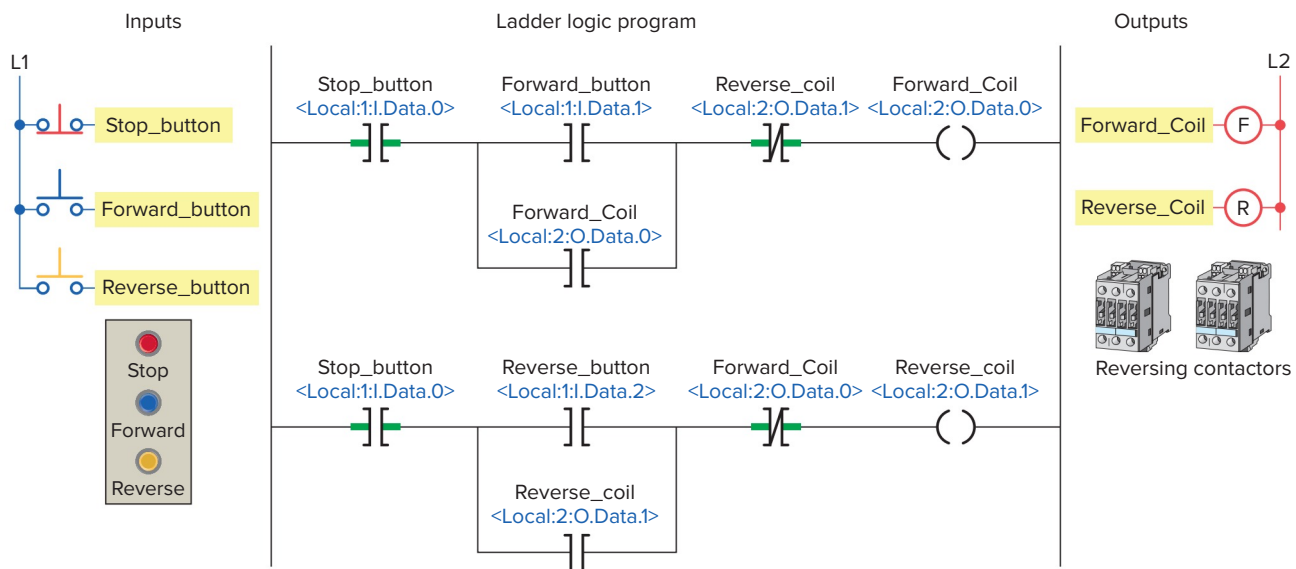 Inputs
Ladder logic program
Outputs
L1
L2
Stop_button
Forward_button
Reverse_button
Stop
Forward
Reverse
Stop_button
<Local:1:I.Data.0>
Forward_button
<Local:1:I.Data.1>
Reverse_coil
<Local:2:O.Data.1>
Forward_Coil
<Local:2:O.Data.0>
Forward_Coil
<Local:2:O.Data.0>
Stop_button
<Local:1:I.Data.0>
Reverse_button
<Local:1:I.Data.2>
Forward_Coil
<Local:2:O.Data.0>
Reverse_coil
<Local:2:O.Data.1>
Reverse_coil
<Local:2:O.Data.1>
Forward_Coil
F
Reverse_Coil
R
Reversing contactors